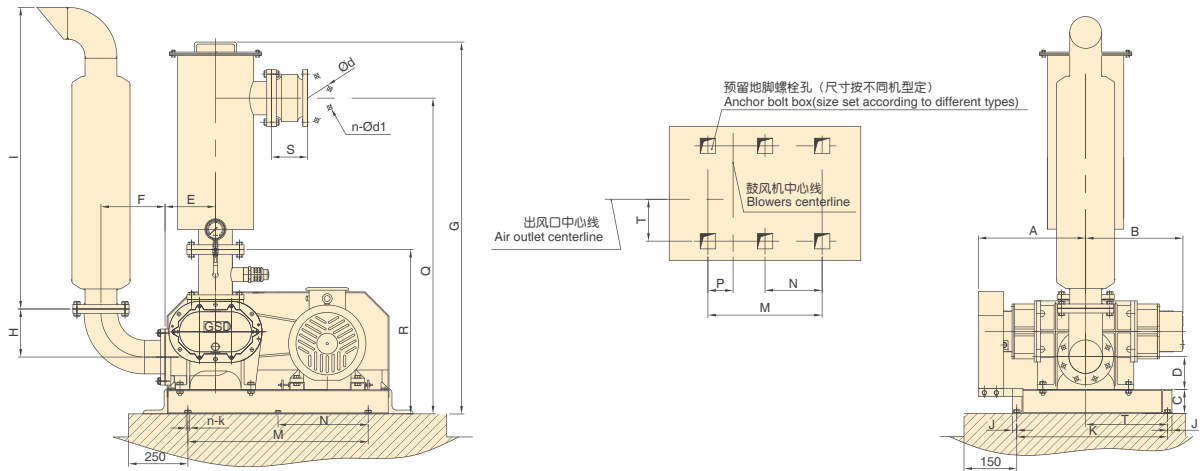 I
H
F
E
S
Ød
n-Ød1
G
Q
R
GSD
n-k
N
M
250
预留地脚螺栓孔（尺寸按不同机型定）
Anchor bolt box(size set according to different types)
鼓风机中心线
Blowers centerline
出风口中心线
Air outlet centerline
T
P
N
M
A
B
D
C
J
T
K
J
150